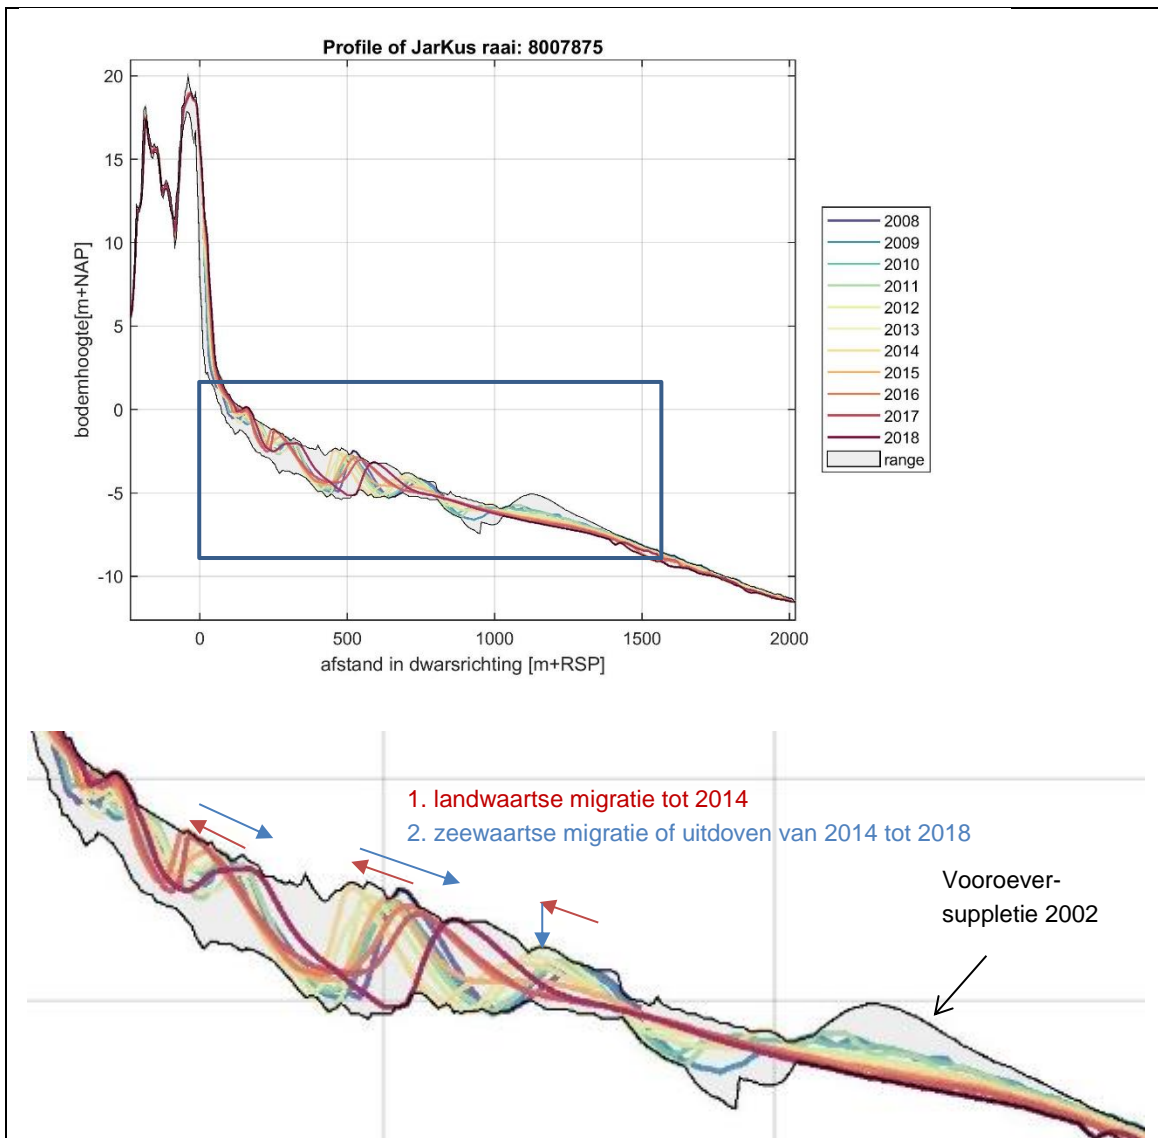 Profile of JarKus raai: 8007875
20
15
10
5
0
-5
-10
bodemhoogte[m+NAP]
0
500
1000
1500
2000
afstand in dwarsrichting [m+RSP]
2008
2009
2010
2011
2012
2013
2014
2015
2016
2017
2018
range
1. landwaartse migratie tot 2014
2. zeewaartse migratie of uitdoven van 2014 tot 2018
Vooroever-
suppletie 2002